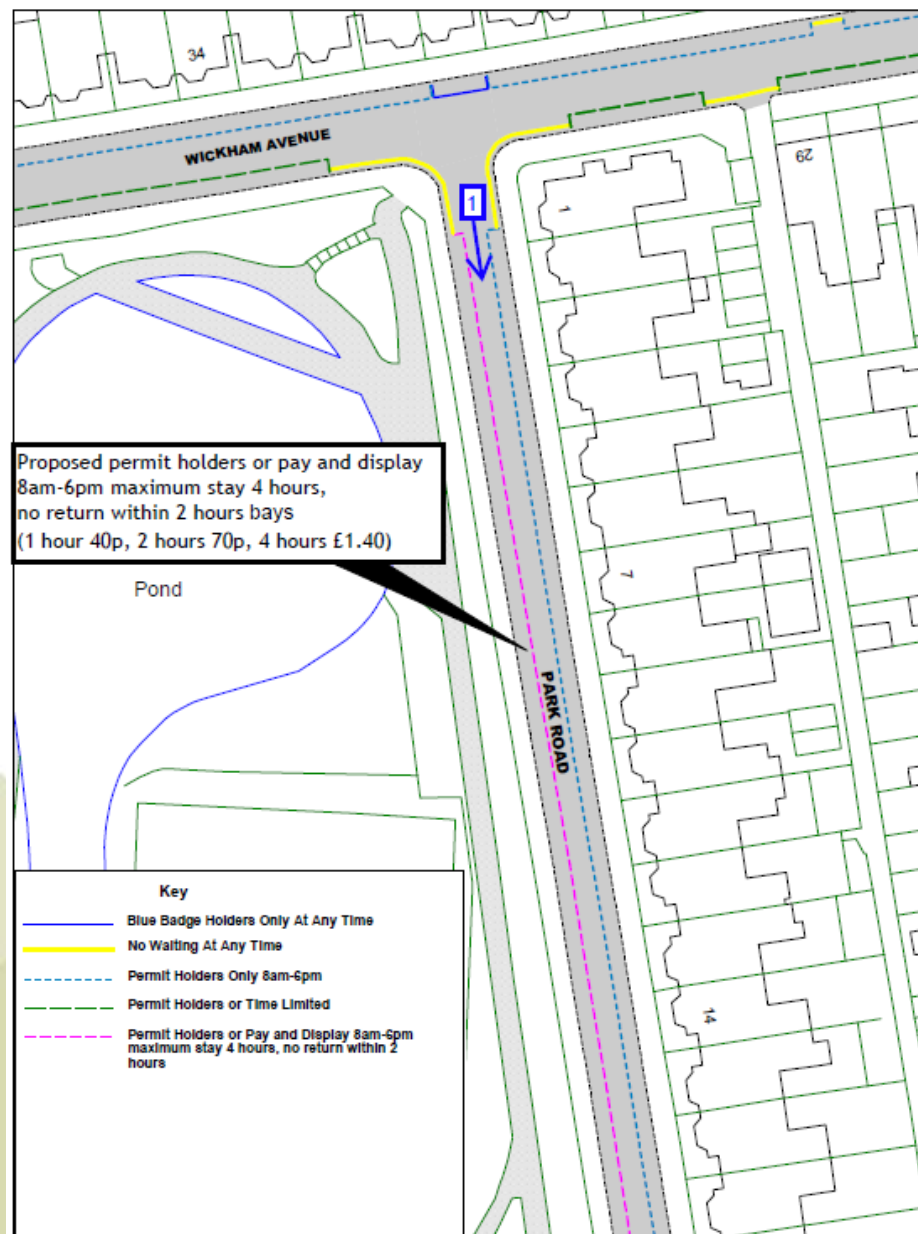 34
WICKHAM AVENUE
29
1
1
Proposed permit holders or pay and display
8am-6pm maximum stay 4 hours,
no return within 2 hours bays
(1 hour 40p, 2 hours 70p, 4 hours £1.40)
Pond
7
PARK ROAD
14
Key
Blue Badge Holders Only At Any Time
No Waiting At Any Time
Permit Holders Only 8am-6pm
Permit Holders or Time Limited
Permit Holders or Pay and Display 8am-6pm
maximum stay 4 hours, no return within 2
hours